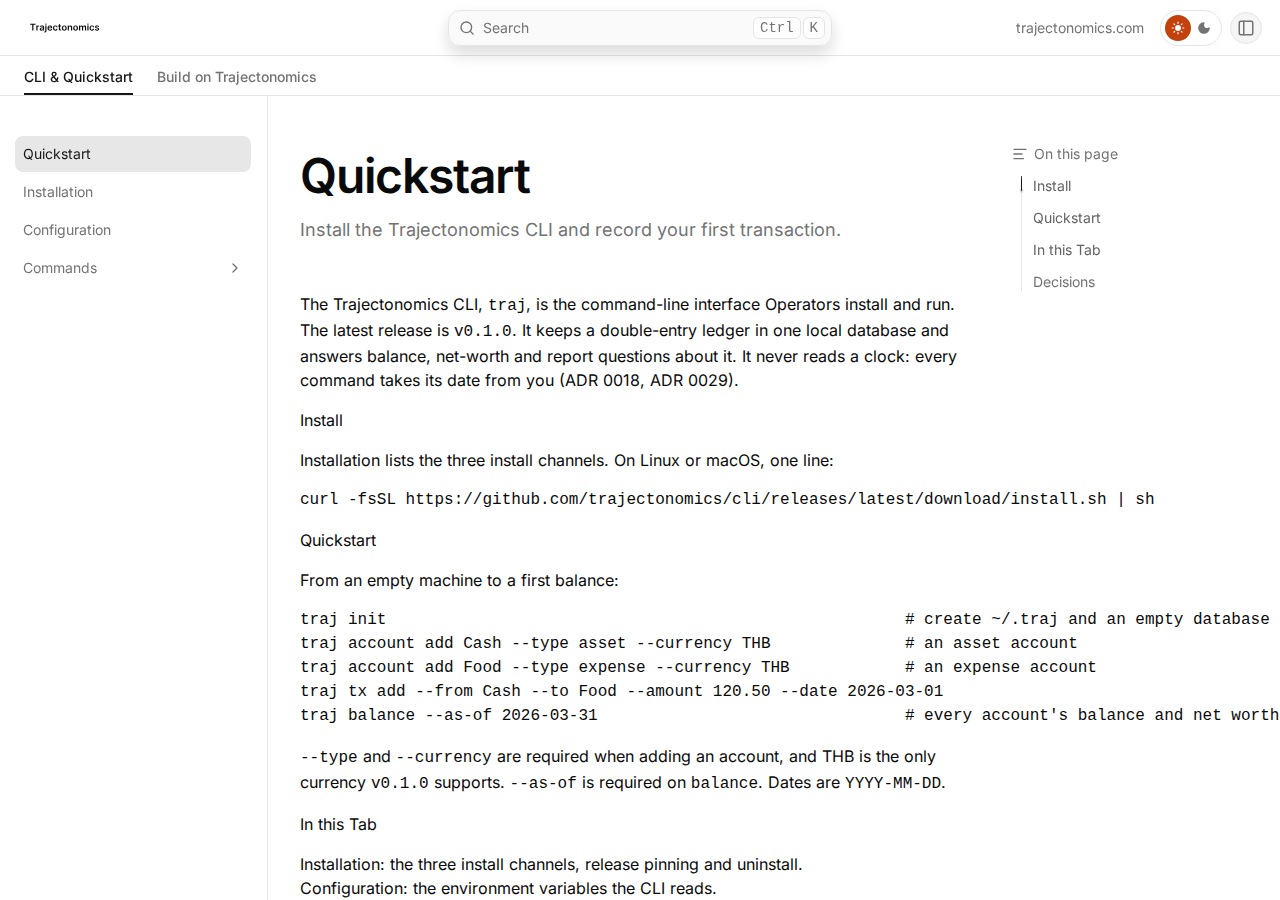 Trajectonomics
Search
Ctrl K
trajectonomics.com
CLI & Quickstart
Build on Trajectonomics
Quickstart
Installation
Configuration
Commands
Quickstart
Install the Trajectonomics CLI and record your first transaction.
The Trajectonomics CLI, traj, is the command-line interface Operators install and run.
The latest release is v0.1.0. It keeps a double-entry ledger in one local database and
answers balance, net-worth and report questions about it. It never reads a clock: every
command takes its date from you (ADR 0018, ADR 0029).
Install
Installation lists the three install channels. On Linux or macOS, one line:
curl -fsSL https://github.com/trajectonomics/cli/releases/latest/download/install.sh | sh
Quickstart
From an empty machine to a first balance:
traj init                                                      # create ~/.traj and an empty database
traj account add Cash --type asset --currency THB              # an asset account
traj account add Food --type expense --currency THB            # an expense account
traj tx add --from Cash --to Food --amount 120.50 --date 2026-03-01
traj balance --as-of 2026-03-31                                # every account's balance and net worth
--type and --currency are required when adding an account, and THB is the only
currency v0.1.0 supports. --as-of is required on balance. Dates are YYYY-MM-DD.
In this Tab
Installation: the three install channels, release pinning and uninstall.
Configuration: the environment variables the CLI reads.
On this page
Install
Quickstart
In this Tab
Decisions